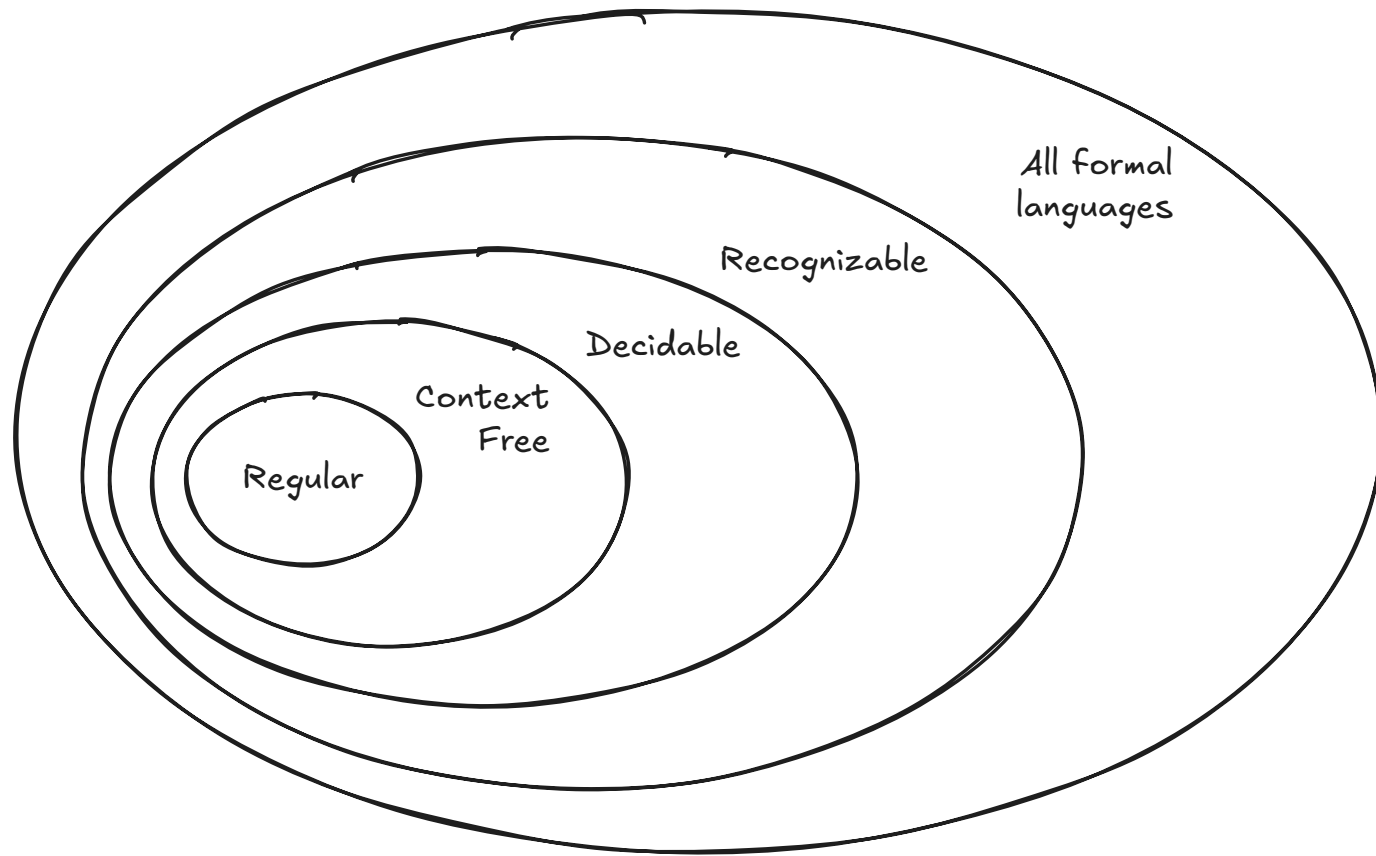 All formal
languages
Recognizable
Decidable
Context
Free
Regular